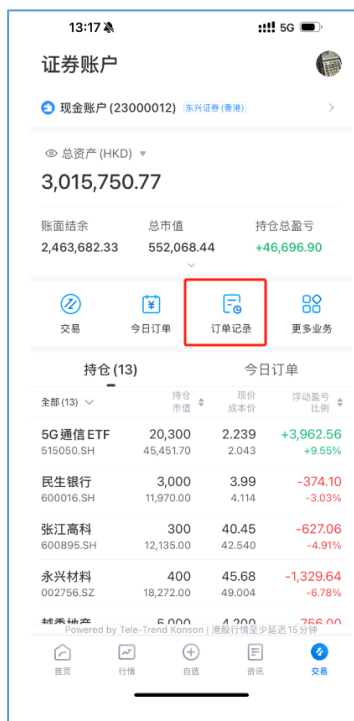 13:17
5G
证券账户
现金账户 (23000012) 东兴证券 (香港)
总资产 (HKD)
3,015,750.77
账面结余 总市值 持仓总盈亏
2,463,682.33 552,068.44 +46,696.90
交易 今日订单 订单记录 更多业务
持仓 (13) 今日订单
全部 (13) 持仓 现价 浮动盈亏
市值 成本价 比例
5G通信ETF 20,300 2.239 +3,962.56
515050.SH 45,451.70 2.043 +9.55%
民生银行 3,000 3.99 -374.10
600016.SH 11,970.00 4.114 -3.03%
张江高科 300 40.45 -627.06
600895.SH 12,135.00 42.540 -4.91%
永兴材料 400 45.68 -1,329.64
002756.SZ 18,272.00 49.004 -6.78%
越秀地产 5,000 4.200 -756.00
Powered by Tele-Trend Konson | 港股行情至少延迟 15 分钟
首页 行情 自选 资讯 交易